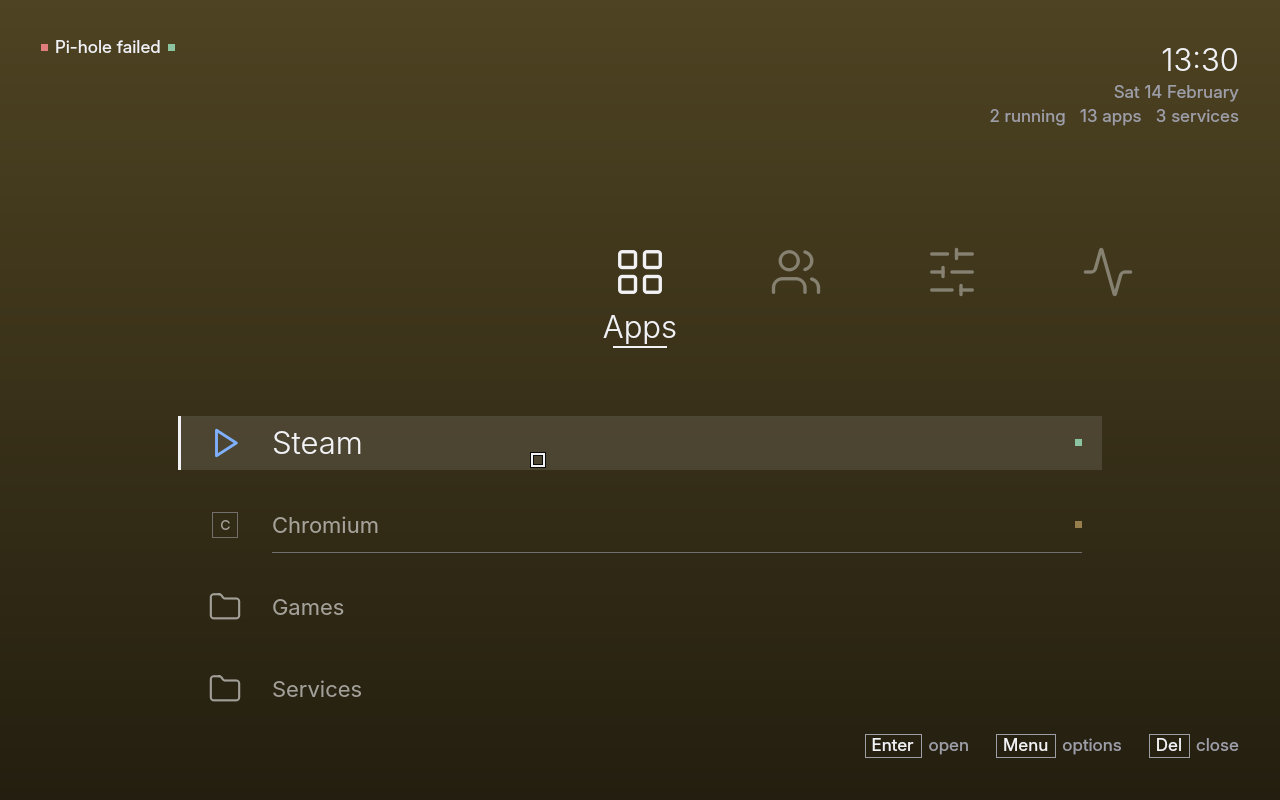 Pi-hole failed
13:30
Sat 14 February
2 running 13 apps 3 services
Apps
Steam
C Chromium
Games
Services
Enter open Menu options Del close